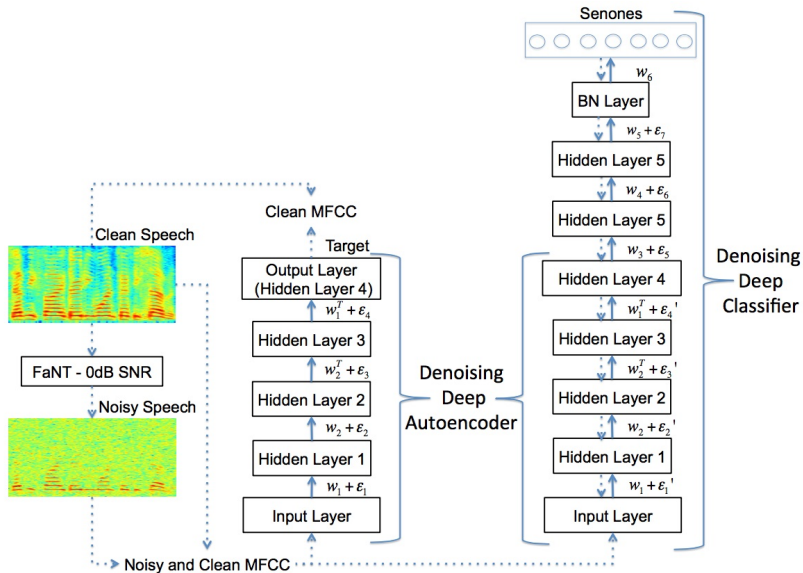 Senones
w₆
BN Layer
w₅ + ε₇
Hidden Layer 5
w₄ + ε₆
Hidden Layer 5
w₃ + ε₅
Hidden Layer 4
w₁ᵀ + ε₄'
Hidden Layer 3
w₂ᵀ + ε₃'
Hidden Layer 2
w₂ + ε₂'
Hidden Layer 1
w₁ + ε₁'
Input Layer
Denoising
Deep
Classifier
Clean MFCC
Target
Output Layer
(Hidden Layer 4)
w₁ᵀ + ε₄
Hidden Layer 3
w₂ᵀ + ε₃
Hidden Layer 2
w₂ + ε₂
Hidden Layer 1
w₁ + ε₁
Input Layer
Denoising
Deep
Autoencoder
Clean Speech
FaNT - 0dB SNR
Noisy Speech
Noisy and Clean MFCC